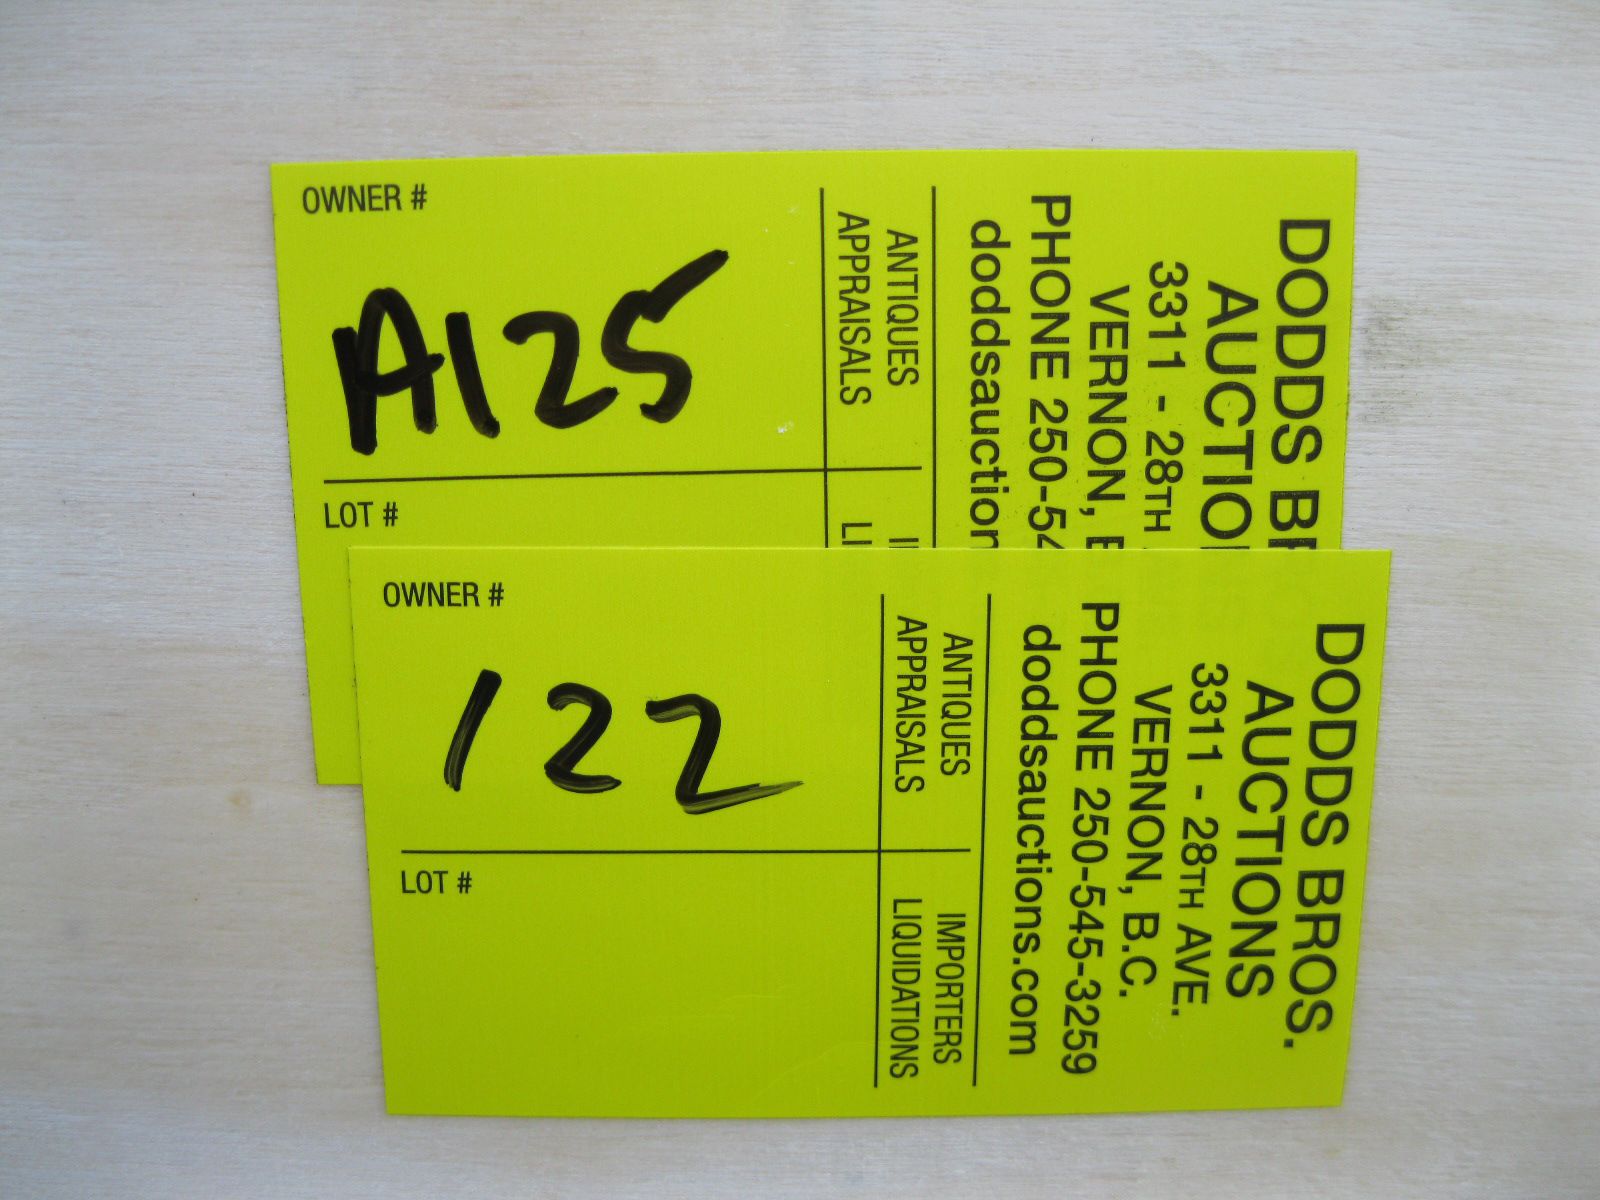 OWNER #
A125
LOT #
ANTIQUES
APPRAISALS
DODDS
AUCTIO
3311 - 28TH
VERNON,
PHONE 250-54
doddsauction
OWNER #
122
LOT #
ANTIQUES IMPORTERS
APPRAISALS LIQUIDATIONS
DODDS BROS.
AUCTIONS
3311 - 28TH AVE.
VERNON, B.C.
PHONE 250-545-3259
doddsauctions.com